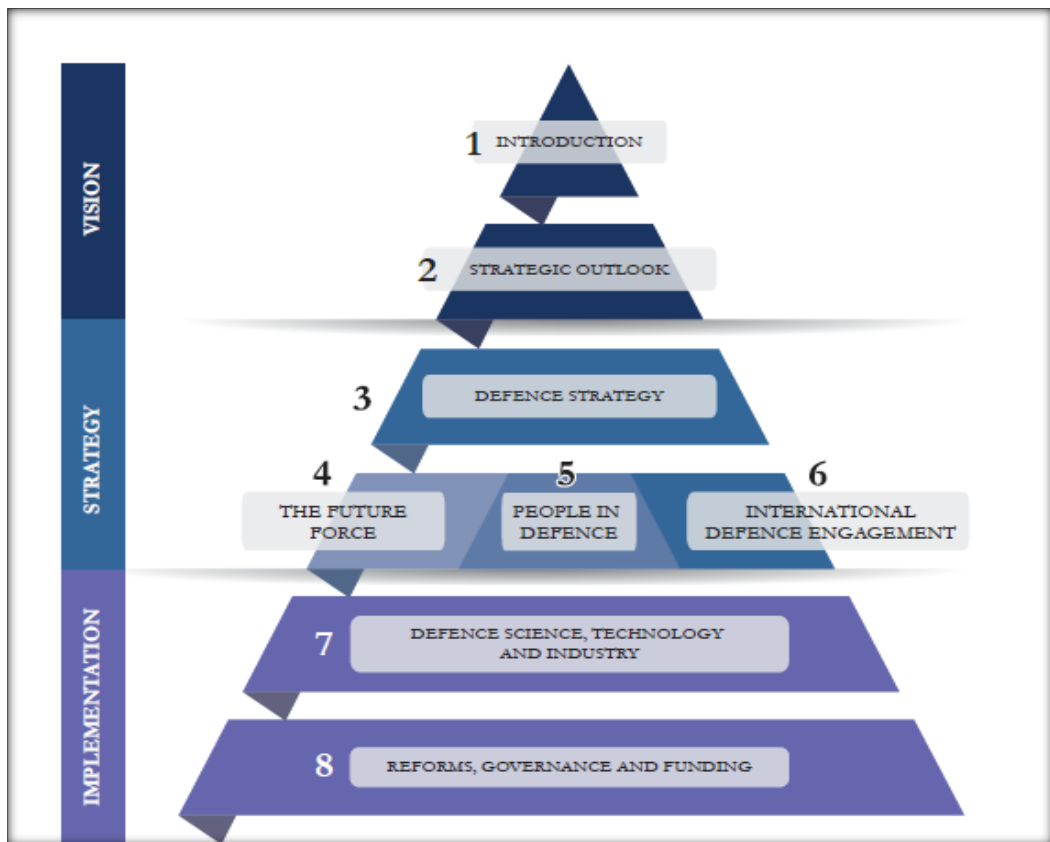 VISION
1 INTRODUCTION
2 STRATEGIC OUTLOOK
STRATEGY
3 DEFENCE STRATEGY
4
THE FUTURE
FORCE
5
PEOPLE IN
DEFENCE
6
INTERNATIONAL
DEFENCE ENGAGEMENT
IMPLEMENTATION
7 DEFENCE SCIENCE, TECHNOLOGY
AND INDUSTRY
8 REFORMS, GOVERNANCE AND FUNDING